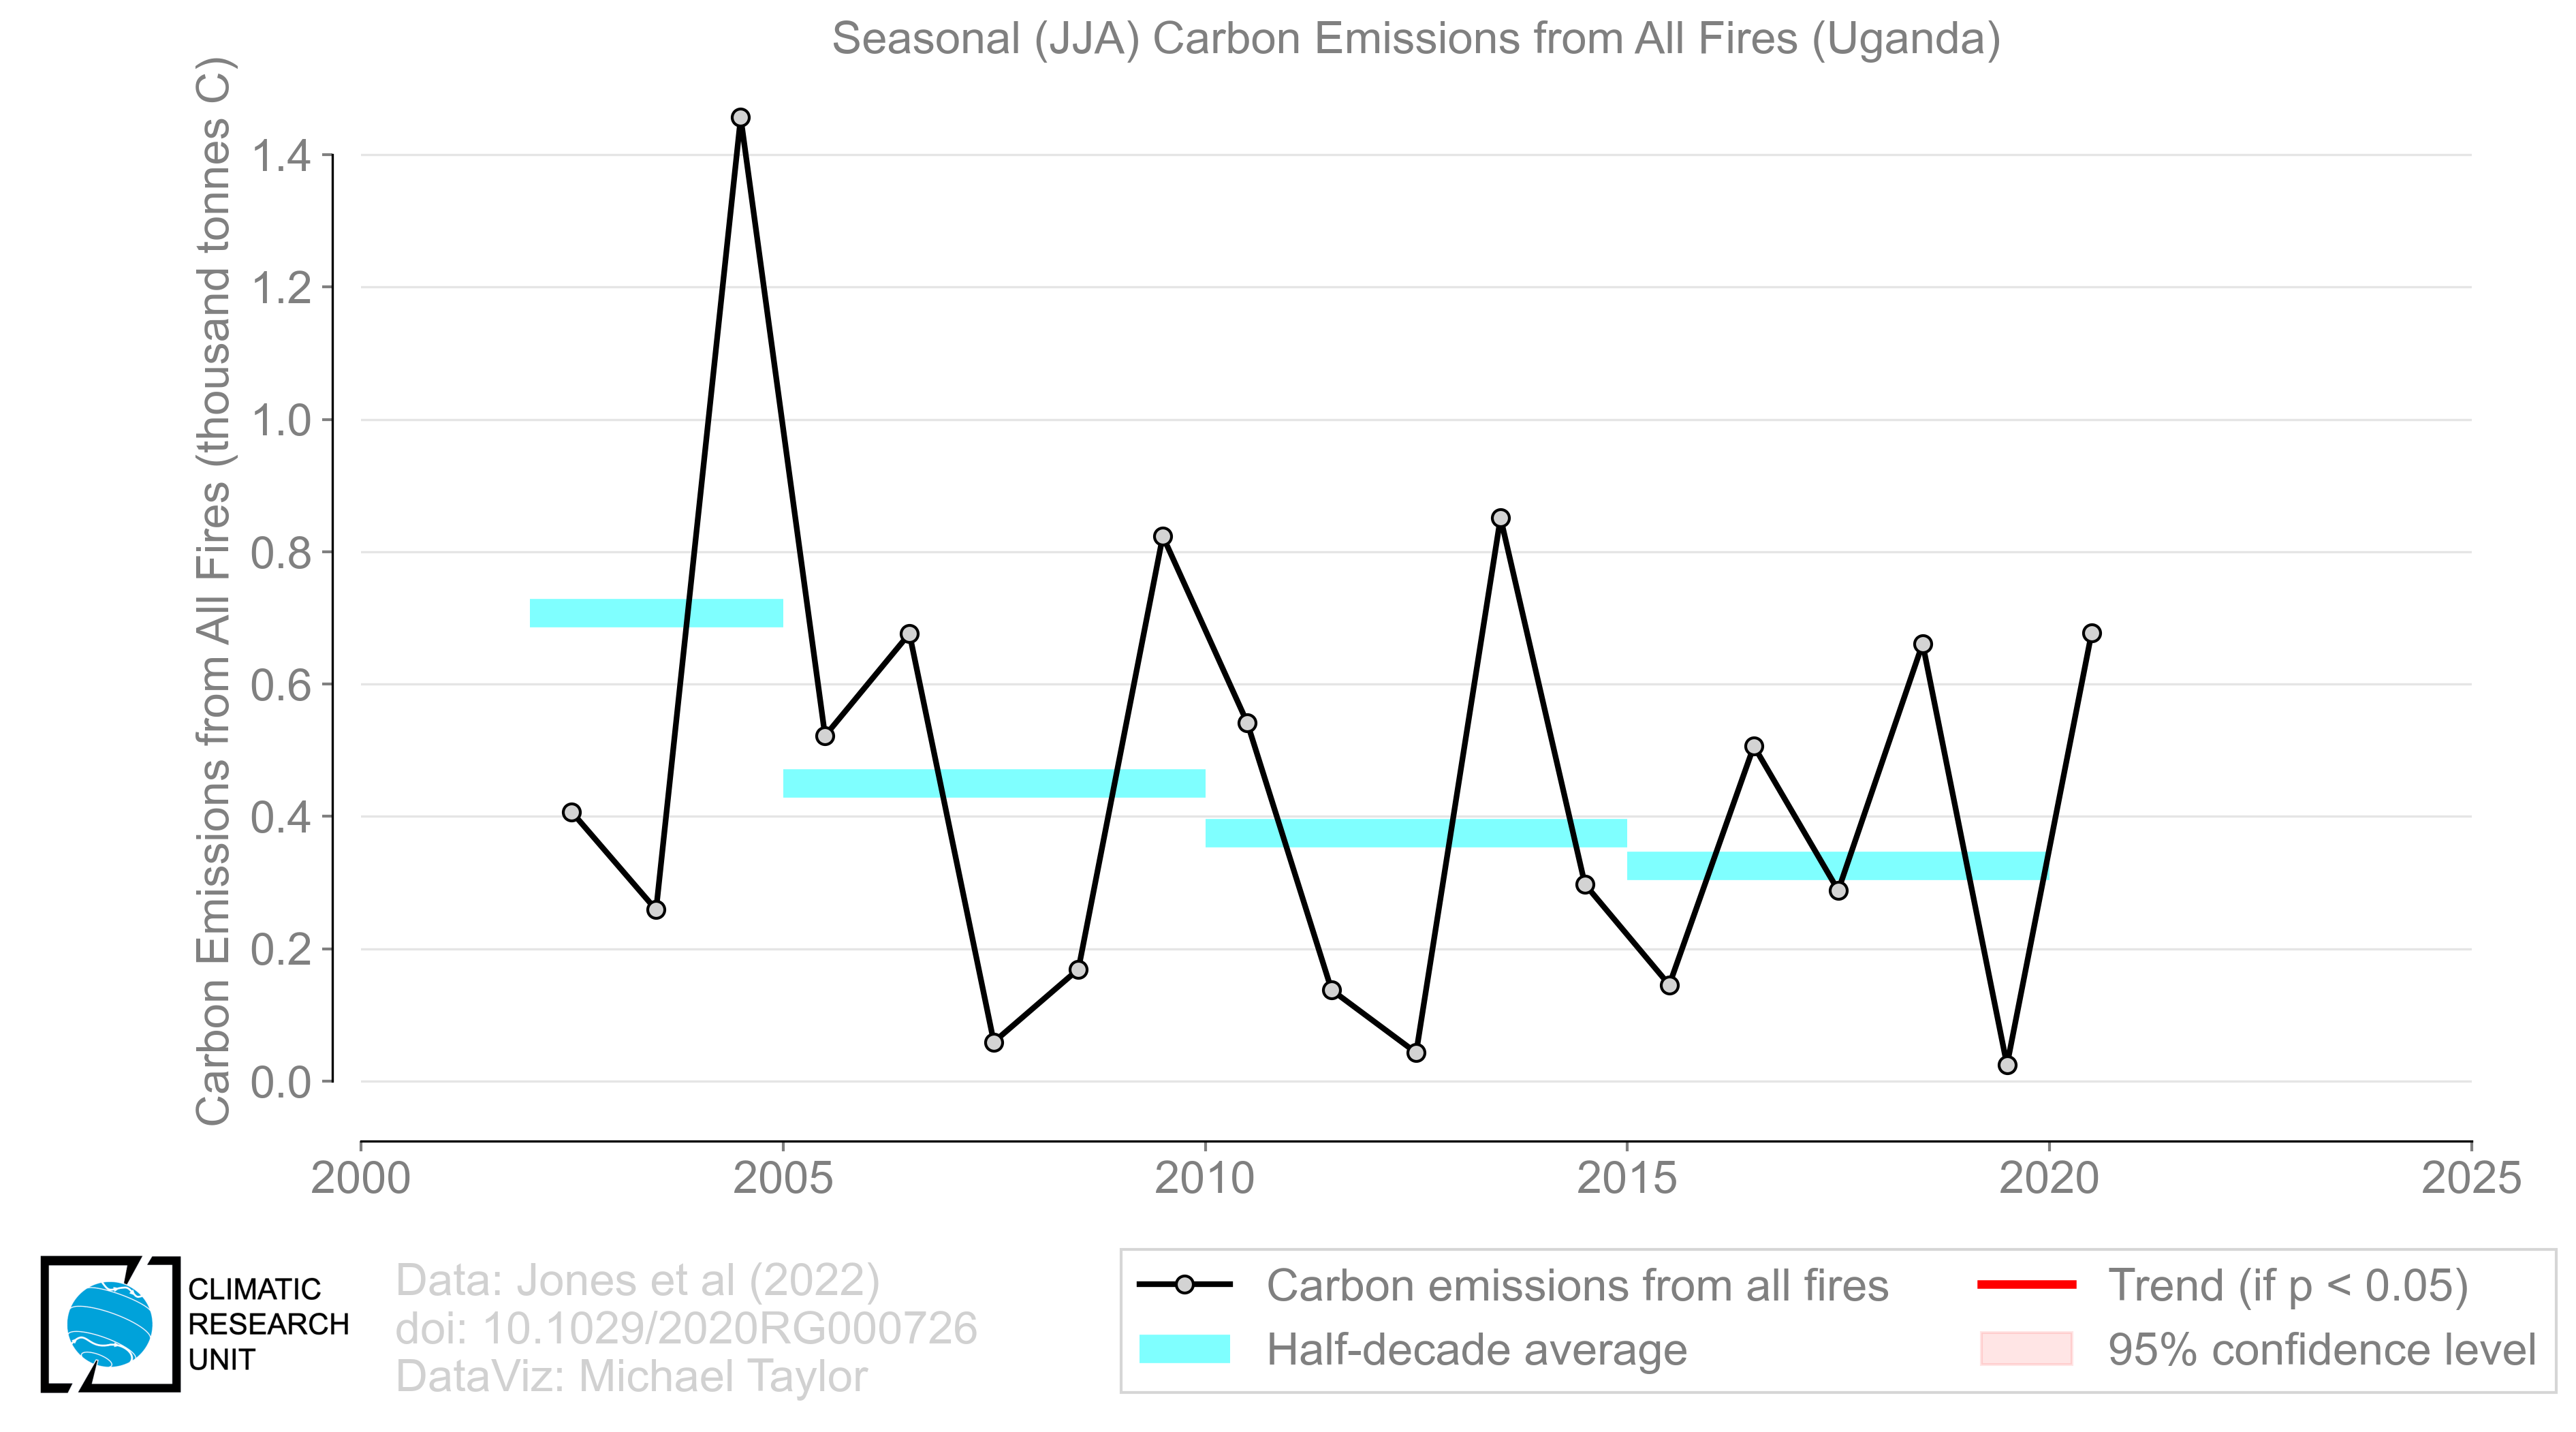 Seasonal (JJA) Carbon Emissions from All Fires (Uganda)
Carbon Emissions from All Fires (thousand tonnes C)
1.4
1.2
1.0
0.8
0.6
0.4
0.2
0.0
2000 2005 2010 2015 2020 2025
CLIMATIC
RESEARCH
UNIT
Data: Jones et al (2022)
doi: 10.1029/2020RG000726
DataViz: Michael Taylor
Carbon emissions from all fires
Half-decade average
Trend (if p < 0.05)
95% confidence level